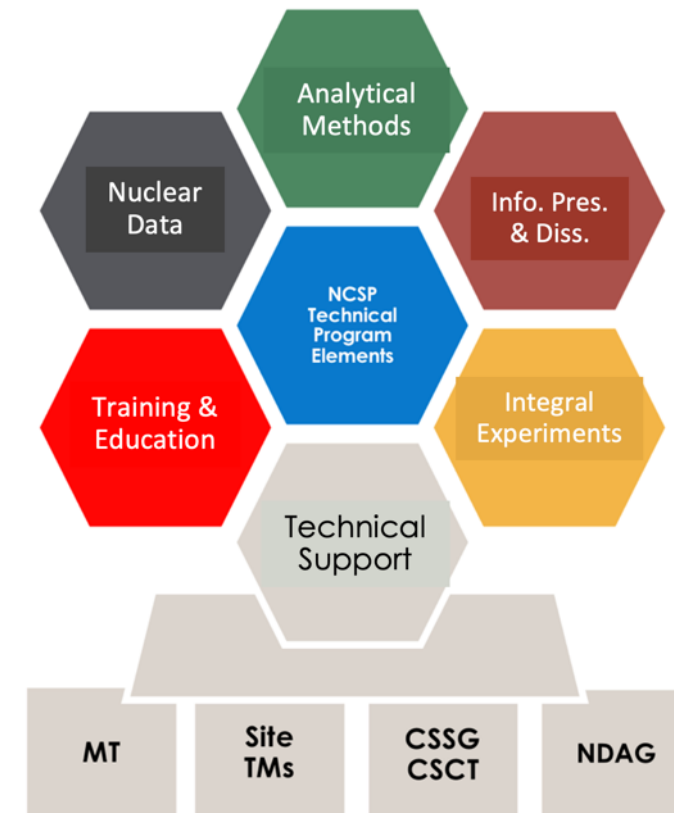 Analytical
Methods
Nuclear
Data
Info. Pres.
& Diss.
NCSP
Technical
Program
Elements
Training &
Education
Integral
Experiments
Technical
Support
MT
Site
TMs
CSSG
CSCT
NDAG